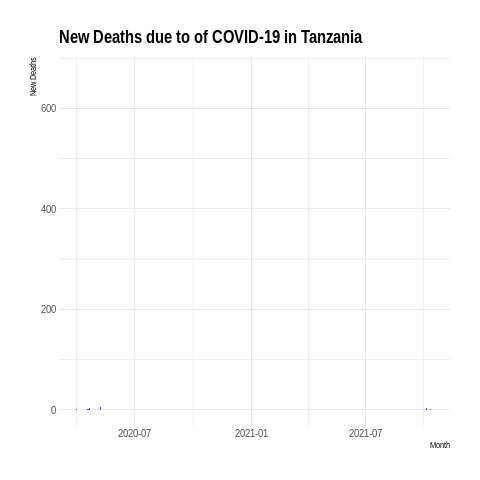 New Deaths due to of COVID-19 in Tanzania
New Deaths
600
400
200
0
2020-07 2021-01 2021-07
Month